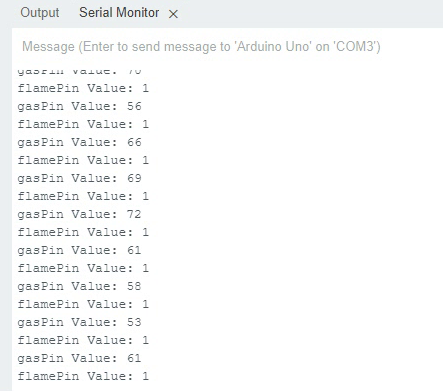 Output Serial Monitor ×
Message (Enter to send message to 'Arduino Uno' on 'COM3')
gasPin Value: 70
flamePin Value: 1
gasPin Value: 56
flamePin Value: 1
gasPin Value: 66
flamePin Value: 1
gasPin Value: 69
flamePin Value: 1
gasPin Value: 72
flamePin Value: 1
gasPin Value: 61
flamePin Value: 1
gasPin Value: 58
flamePin Value: 1
gasPin Value: 53
flamePin Value: 1
gasPin Value: 61
flamePin Value: 1